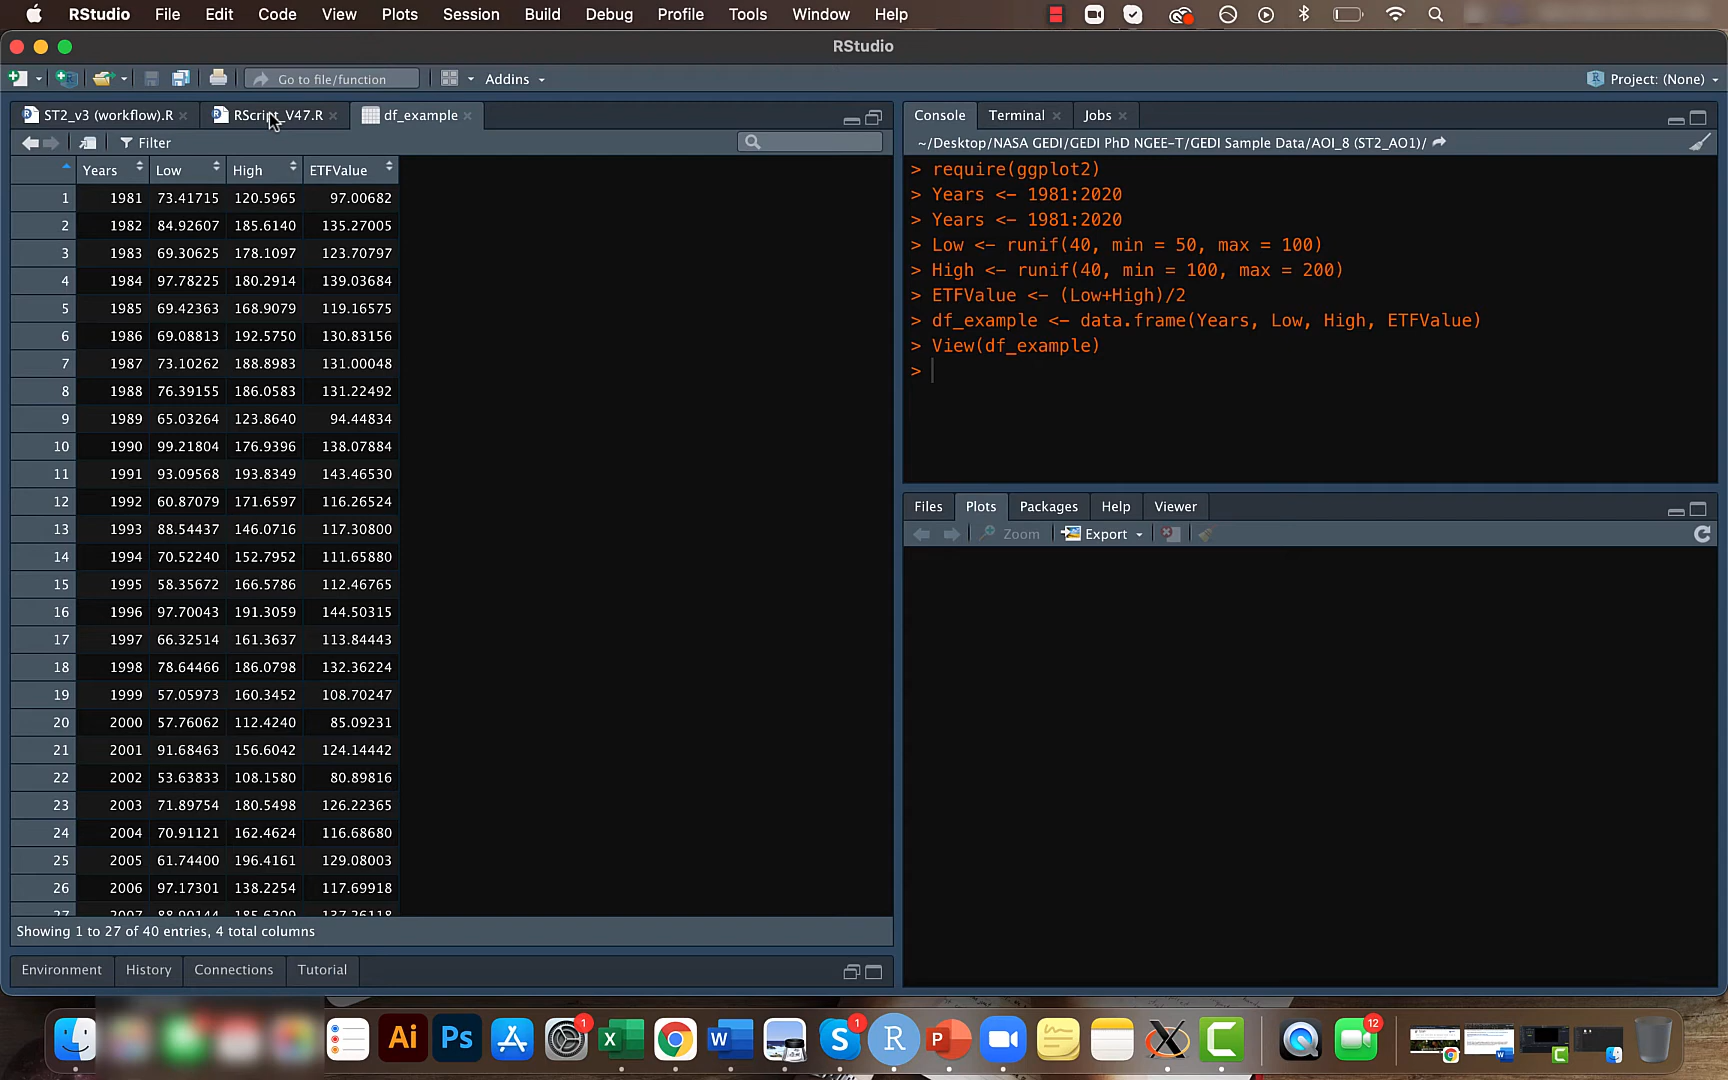 RStudio File Edit Code View Plots Session Build Debug Profile Tools Window Help
RStudio
Go to file/function Addins Project: (None)
ST2_v3 (workflow).R RScript_V47.R df_example
Filter
Years Low High ETFValue
1 1981 73.41715 120.5965 97.00682
2 1982 84.92607 185.6140 135.27005
3 1983 69.30625 178.1097 123.70797
4 1984 97.78225 180.2914 139.03684
5 1985 69.42363 168.9079 119.16575
6 1986 69.08813 192.5750 130.83156
7 1987 73.10262 188.8983 131.00048
8 1988 76.39155 186.0583 131.22492
9 1989 65.03264 123.8640 94.44834
10 1990 99.21804 176.9396 138.07884
11 1991 93.09568 193.8349 143.46530
12 1992 60.87079 171.6597 116.26524
13 1993 88.54437 146.0716 117.30800
14 1994 70.52240 152.7952 111.65880
15 1995 58.35672 166.5786 112.46765
16 1996 97.70043 191.3059 144.50315
17 1997 66.32514 161.3637 113.84443
18 1998 78.64466 186.0798 132.36224
19 1999 57.05973 160.3452 108.70247
20 2000 57.76062 112.4240 85.09231
21 2001 91.68463 156.6042 124.14442
22 2002 53.63833 108.1580 80.89816
23 2003 71.89754 180.5498 126.22365
24 2004 70.91121 162.4624 116.68680
25 2005 61.74400 196.4161 129.08003
26 2006 97.17301 138.2254 117.69918
27 2007 88.90144 185.6209 137.26118
Showing 1 to 27 of 40 entries, 4 total columns
Environment History Connections Tutorial
Console Terminal Jobs
~/Desktop/NASA GEDI/GEDI PhD NGEE-T/GEDI Sample Data/AOI_8 (ST2_AO1)/
> require(ggplot2)
> Years <- 1981:2020
> Years <- 1981:2020
> Low <- runif(40, min = 50, max = 100)
> High <- runif(40, min = 100, max = 200)
> ETFValue <- (Low+High)/2
> df_example <- data.frame(Years, Low, High, ETFValue)
> View(df_example)
>
Files Plots Packages Help Viewer
Zoom Export
Ai Ps 1 X W 1 S R P C 12